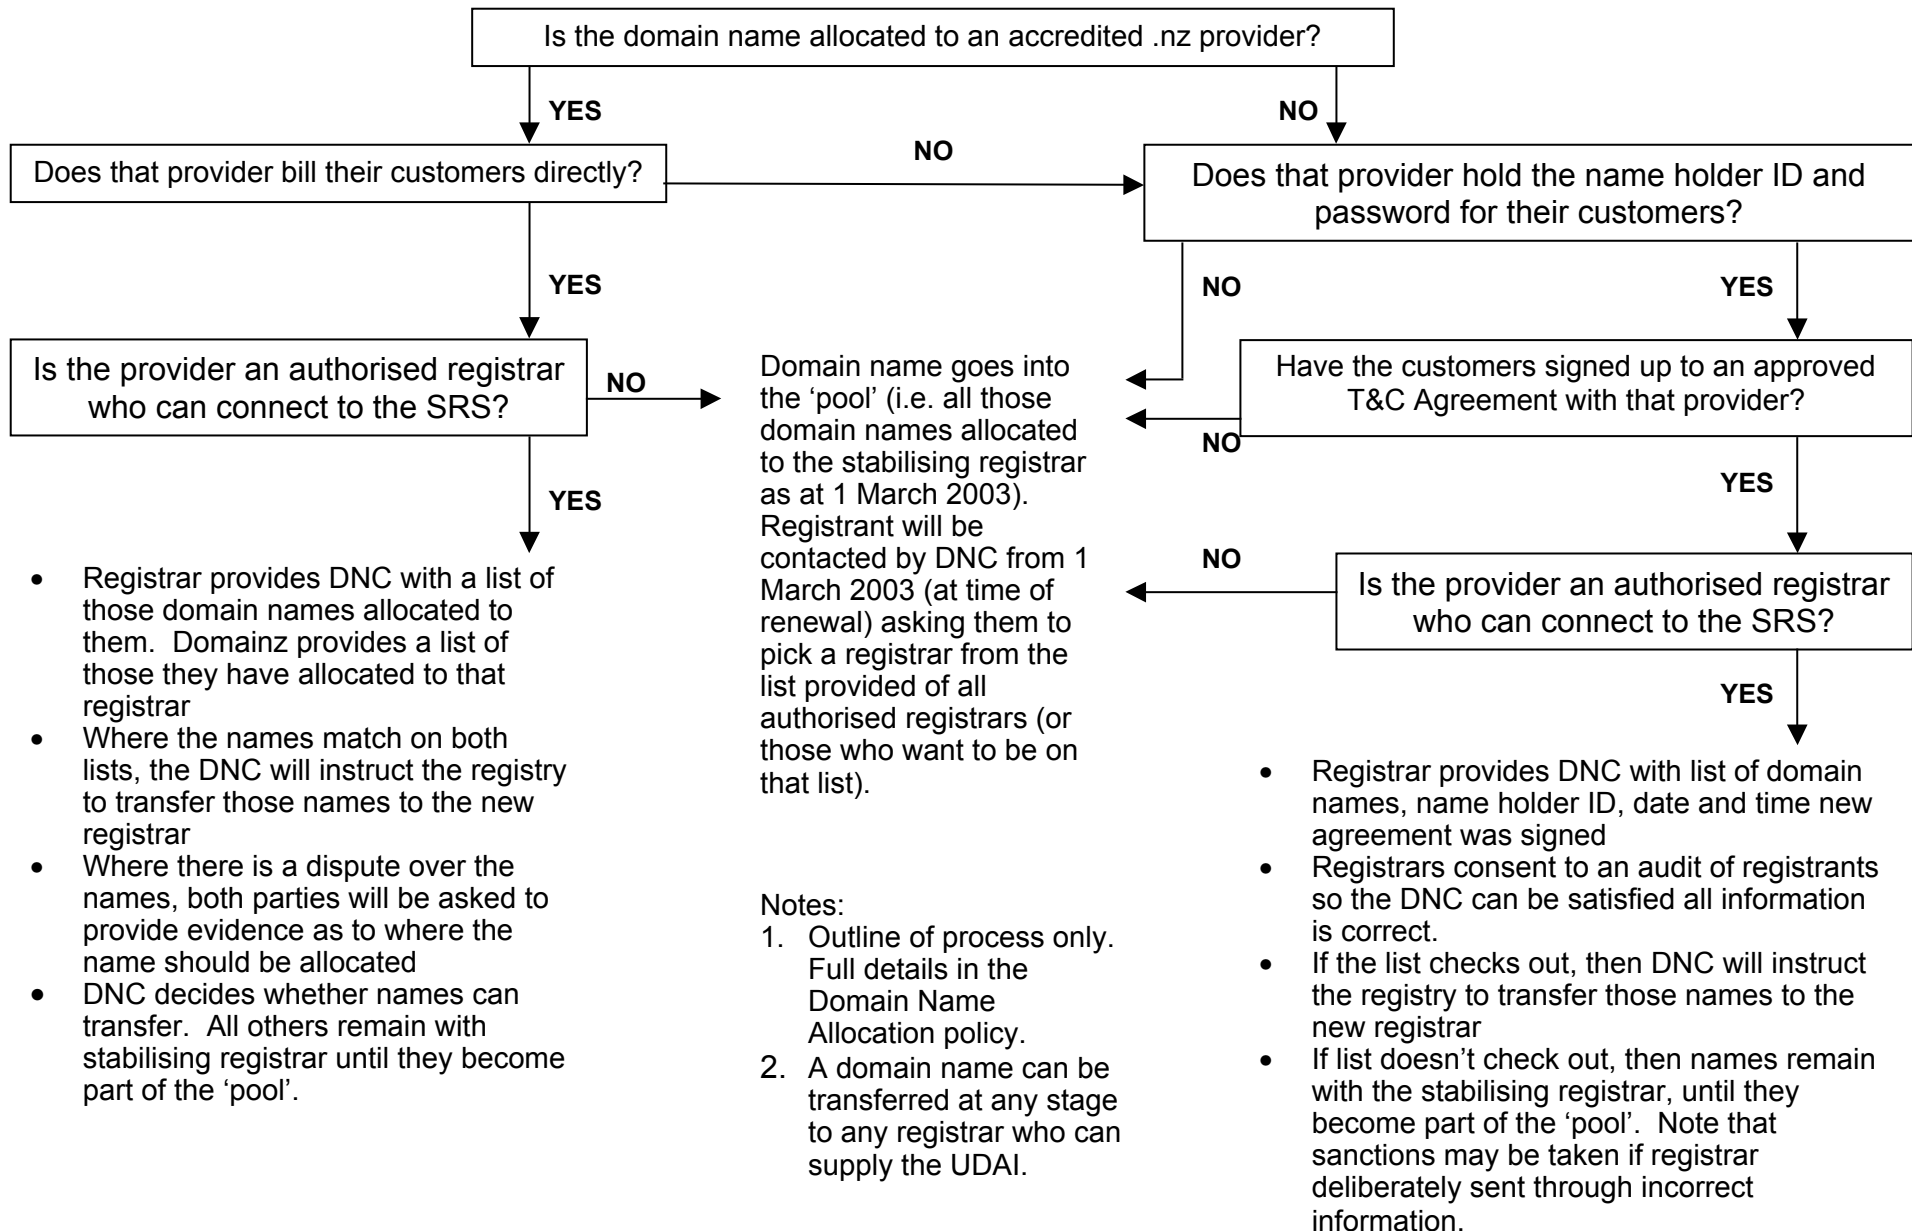 Is the domain name allocated to an accredited .nz provider?
YES
NO
Does that provider bill their customers directly?
NO
Does that provider hold the name holder ID and
password for their customers?
YES
NO
YES
Is the provider an authorised registrar
who can connect to the SRS?
NO
Have the customers signed up to an approved
T&C Agreement with that provider?
NO
YES
YES
Domain name goes into
the ‘pool’ (i.e. all those
domain names allocated
to the stabilising registrar
as at 1 March 2003).
Registrant will be
contacted by DNC from 1
March 2003 (at time of
renewal) asking them to
pick a registrar from the
list provided of all
authorised registrars (or
those who want to be on
that list).
NO
Is the provider an authorised registrar
who can connect to the SRS?
YES
• Registrar provides DNC with a list of
those domain names allocated to
them. Domainz provides a list of
those they have allocated to that
registrar
• Where the names match on both
lists, the DNC will instruct the registry
to transfer those names to the new
registrar
• Where there is a dispute over the
names, both parties will be asked to
provide evidence as to where the
name should be allocated
• DNC decides whether names can
transfer. All others remain with
stabilising registrar until they become
part of the ‘pool’.
Notes:
1. Outline of process only.
Full details in the
Domain Name
Allocation policy.
2. A domain name can be
transferred at any stage
to any registrar who can
supply the UDAI.
• Registrar provides DNC with list of domain
names, name holder ID, date and time new
agreement was signed
• Registrars consent to an audit of registrants
so the DNC can be satisfied all information
is correct.
• If the list checks out, then DNC will instruct
the registry to transfer those names to the
new registrar
• If list doesn’t check out, then names remain
with the stabilising registrar, until they
become part of the ‘pool’. Note that
sanctions may be taken if registrar
deliberately sent through incorrect
information.